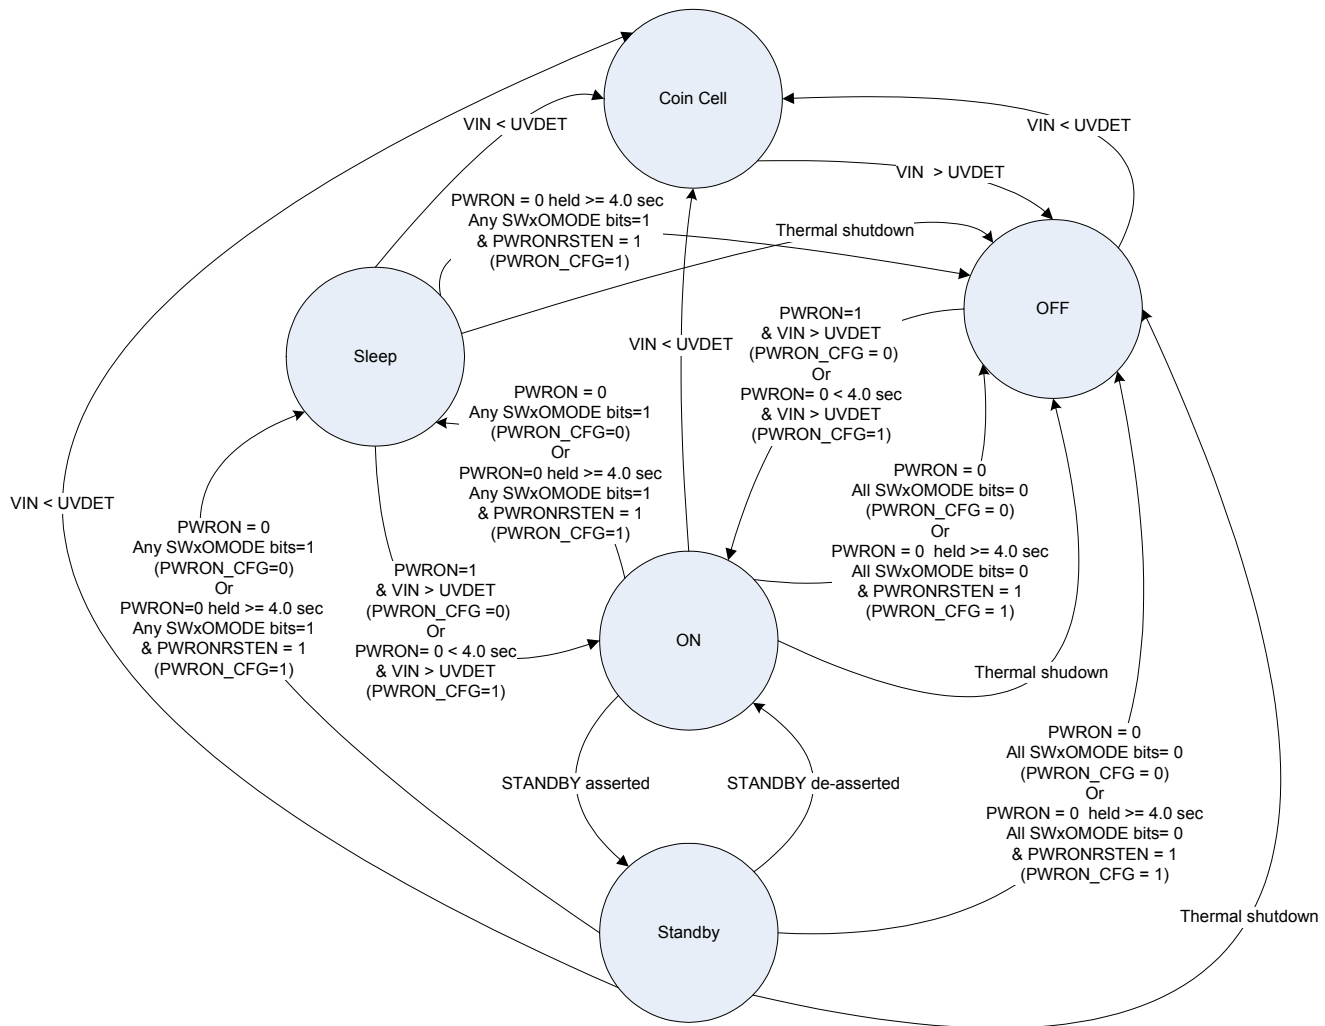 Coin Cell
VIN < UVDET
VIN < UVDET
VIN  > UVDET
PWRON = 0 held >= 4.0 sec
Any SWxOMODE bits=1
& PWRONRSTEN = 1
(PWRON_CFG=1)
Thermal shutdown
OFF
Sleep
PWRON=1
& VIN > UVDET
(PWRON_CFG = 0)
Or
PWRON= 0 < 4.0 sec
& VIN > UVDET
(PWRON_CFG=1)
VIN < UVDET
PWRON = 0
Any SWxOMODE bits=1
(PWRON_CFG=0)
Or
PWRON=0 held >= 4.0 sec
Any SWxOMODE bits=1
& PWRONRSTEN = 1
(PWRON_CFG=1)
PWRON = 0
All SWxOMODE bits= 0
(PWRON_CFG = 0)
Or
PWRON = 0  held >= 4.0 sec
All SWxOMODE bits= 0
& PWRONRSTEN = 1
(PWRON_CFG = 1)
VIN < UVDET
PWRON = 0
Any SWxOMODE bits=1
(PWRON_CFG=0)
Or
PWRON=0 held >= 4.0 sec
Any SWxOMODE bits=1
& PWRONRSTEN = 1
(PWRON_CFG=1)
PWRON=1
& VIN > UVDET
(PWRON_CFG =0)
Or
PWRON= 0 < 4.0 sec
& VIN > UVDET
(PWRON_CFG=1)
ON
Thermal shudown
STANDBY asserted
STANDBY de-asserted
PWRON = 0
All SWxOMODE bits= 0
(PWRON_CFG = 0)
Or
PWRON = 0  held >= 4.0 sec
All SWxOMODE bits= 0
& PWRONRSTEN = 1
(PWRON_CFG = 1)
Standby
Thermal shutdown